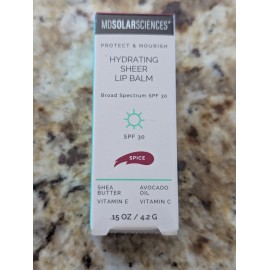 MDSOLARSCIENCES®
PROTECT & NOURISH
HYDRATING
SHEER
LIP BALM
Broad Spectrum SPF 30
SPF 30
SPICE
SHEA BUTTER
AVOCADO OIL
VITAMIN E
VITAMIN C
.15 OZ / 4.2 G